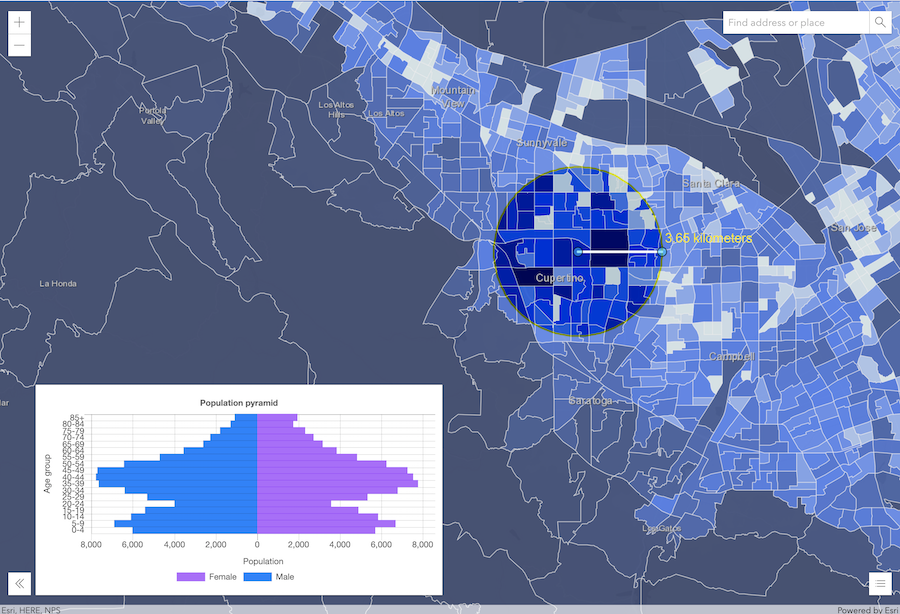 +
Find address or place
−
Mountain
View
Los Altos
Hills
Los Altos
Portola
Valley
Sunnyvale
Santa Clara
San Jose
3.65 kilometers
Cupertino
La Honda
Campbell
Saratoga
ar
Los Gatos
Population pyramid
85+
80-84
75-79
70-74
65-69
60-64
55-59
50-54
45-49
40-44
35-39
30-34
25-29
20-24
15-19
10-14
5-9
0-4
Age group
8,000 6,000 4,000 2,000 0 2,000 4,000 6,000 8,000
Population
Female Male
Esri, HERE, NPS
Powered by Esri